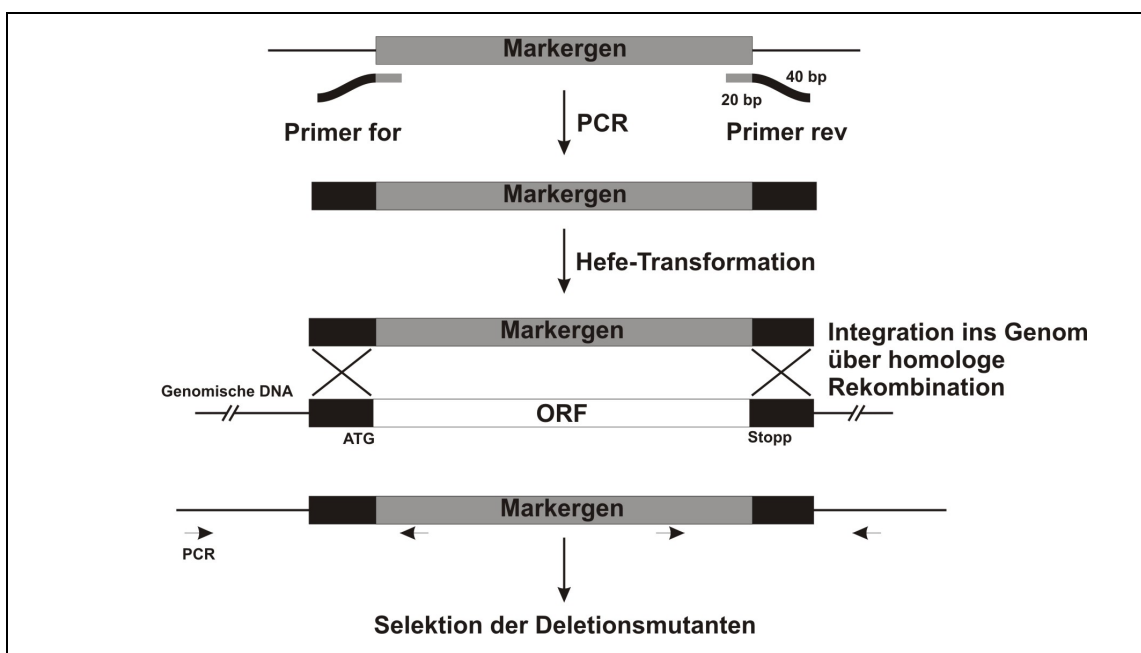 Markergen
40 bp
20 bp
Primer for
PCR
Primer rev
Markergen
Hefe-Transformation
Markergen
Integration ins Genom
über homologe
Rekombination
Genomische DNA
ORF
ATG
Stopp
Markergen
PCR
Selektion der Deletionsmutanten